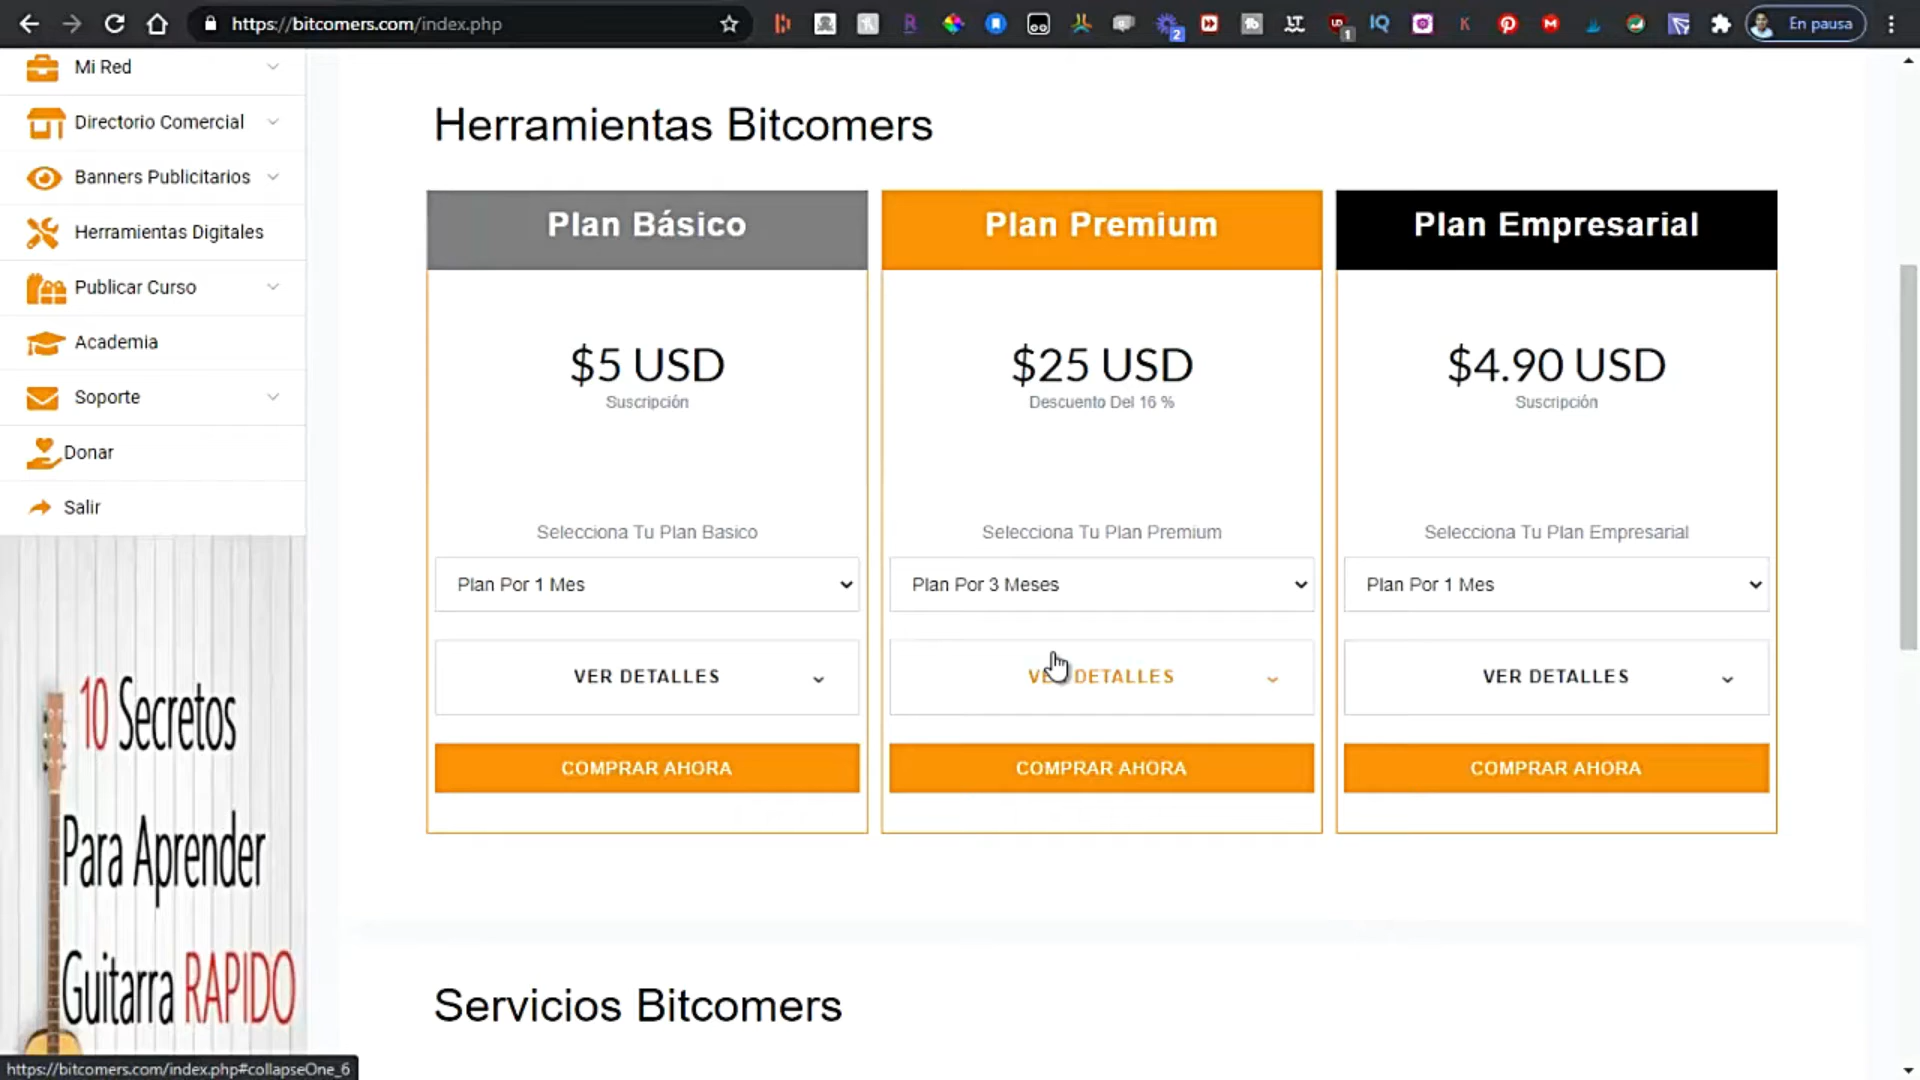 https://bitcomers.com/index.php
2
1
En pausa
Mi Red
Directorio Comercial
Banners Publicitarios
Herramientas Digitales
Publicar Curso
Academia
Soporte
Donar
Salir
10 Secretos
Para Aprender
Guitarra RAPIDO
Herramientas Bitcomers
Plan Básico
$5 USD
Suscripción
Selecciona Tu Plan Basico
Plan Por 1 Mes
VER DETALLES
COMPRAR AHORA
Plan Premium
$25 USD
Descuento Del 16 %
Selecciona Tu Plan Premium
Plan Por 3 Meses
VER DETALLES
COMPRAR AHORA
Plan Empresarial
$4.90 USD
Suscripción
Selecciona Tu Plan Empresarial
Plan Por 1 Mes
VER DETALLES
COMPRAR AHORA
Servicios Bitcomers
https://bitcomers.com/index.php#collapseOne_6